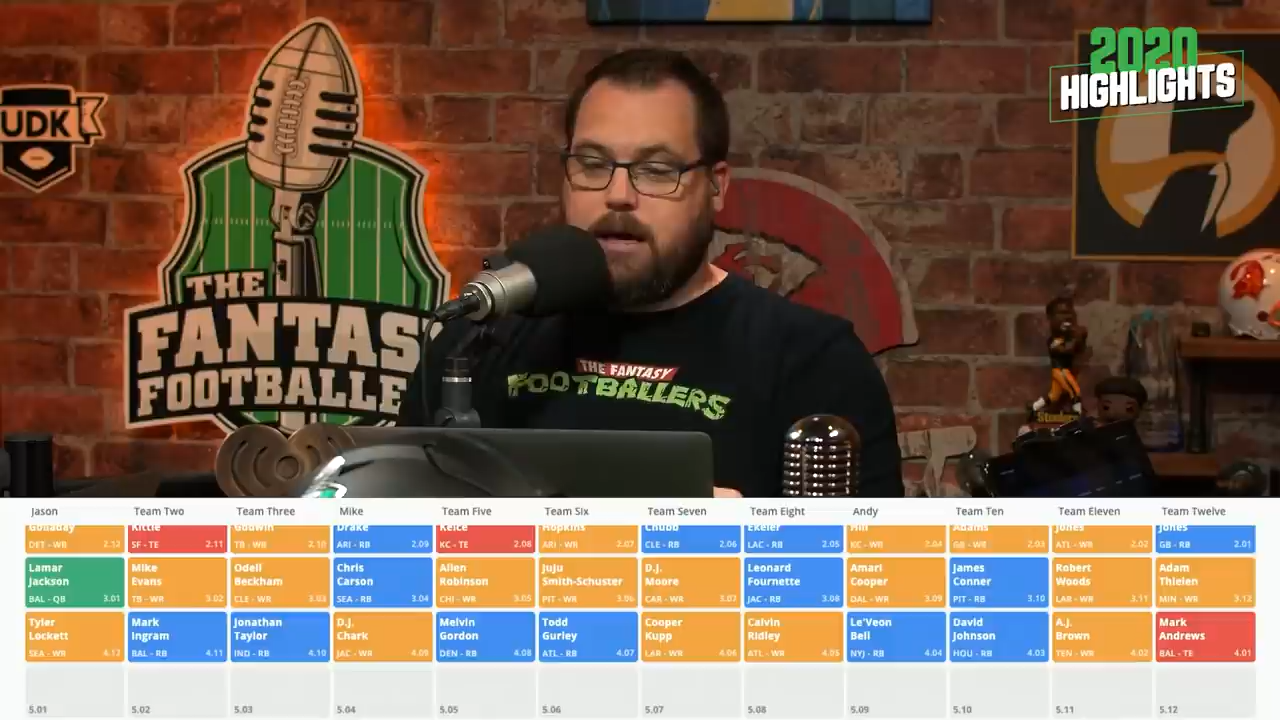 2020
HIGHLIGHTS
UDK
THE
FANTAS
FOOTBALLE
THE FANTASY
FOOTBALLERS
Steelers
Jason Team Two Team Three Mike Team Five Team Six Team Seven Team Eight Andy Team Ten Team Eleven Team Twelve
Golladay Kittle Godwin Drake Kelce Hopkins Chubb Ekeler Hill Adams Jones Jones
DET - WR 2.12 SF - TE 2.11 TB - WR 2.10 ARI - RB 2.09 KC - TE 2.08 ARI - WR 2.07 CLE - RB 2.06 LAC - RB 2.05 KC - WR 2.04 GB - WR 2.03 ATL - WR 2.02 GB - RB 2.01
Lamar Mike Odell Chris Allen Juju D.J. Leonard Amari James Robert Adam
Jackson Evans Beckham Carson Robinson Smith-Schuster Moore Fournette Cooper Conner Woods Thielen
BAL - QB 3.01 TB - WR 3.02 CLE - WR 3.03 SEA - RB 3.04 CHI - WR 3.05 PIT - WR 3.06 CAR - WR 3.07 JAC - RB 3.08 DAL - WR 3.09 PIT - RB 3.10 LAR - WR 3.11 MIN - WR 3.12
Tyler Mark Jonathan D.J. Melvin Todd Cooper Calvin Le'Veon David A.J. Mark
Lockett Ingram Taylor Chark Gordon Gurley Kupp Ridley Bell Johnson Brown Andrews
SEA - WR 4.12 BAL - RB 4.11 IND - RB 4.10 JAC - WR 4.09 DEN - RB 4.08 ATL - RB 4.07 LAR - WR 4.06 ATL - WR 4.05 NYJ - RB 4.04 HOU - RB 4.03 TEN - WR 4.02 BAL - TE 4.01
5.01 5.02 5.03 5.04 5.05 5.06 5.07 5.08 5.09 5.10 5.11 5.12